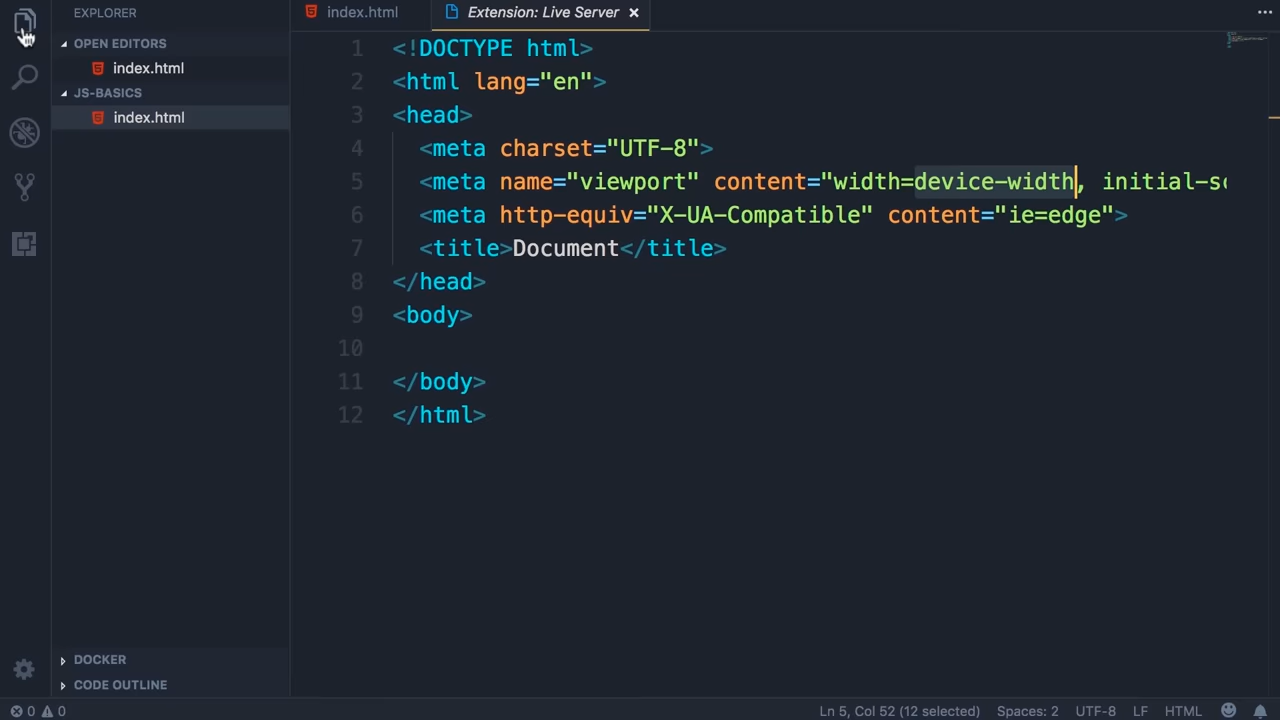 EXPLORER
OPEN EDITORS
index.html
JS-BASICS
index.html
DOCKER
CODE OUTLINE
index.html
Extension: Live Server ×
1 <!DOCTYPE html>
2 <html lang="en">
3 <head>
4 <meta charset="UTF-8">
5 <meta name="viewport" content="width=device-width, initial-sc
6 <meta http-equiv="X-UA-Compatible" content="ie=edge">
7 <title>Document</title>
8 </head>
9 <body>
10
11 </body>
12 </html>
0 0
Ln 5, Col 52 (12 selected) Spaces: 2 UTF-8 LF HTML